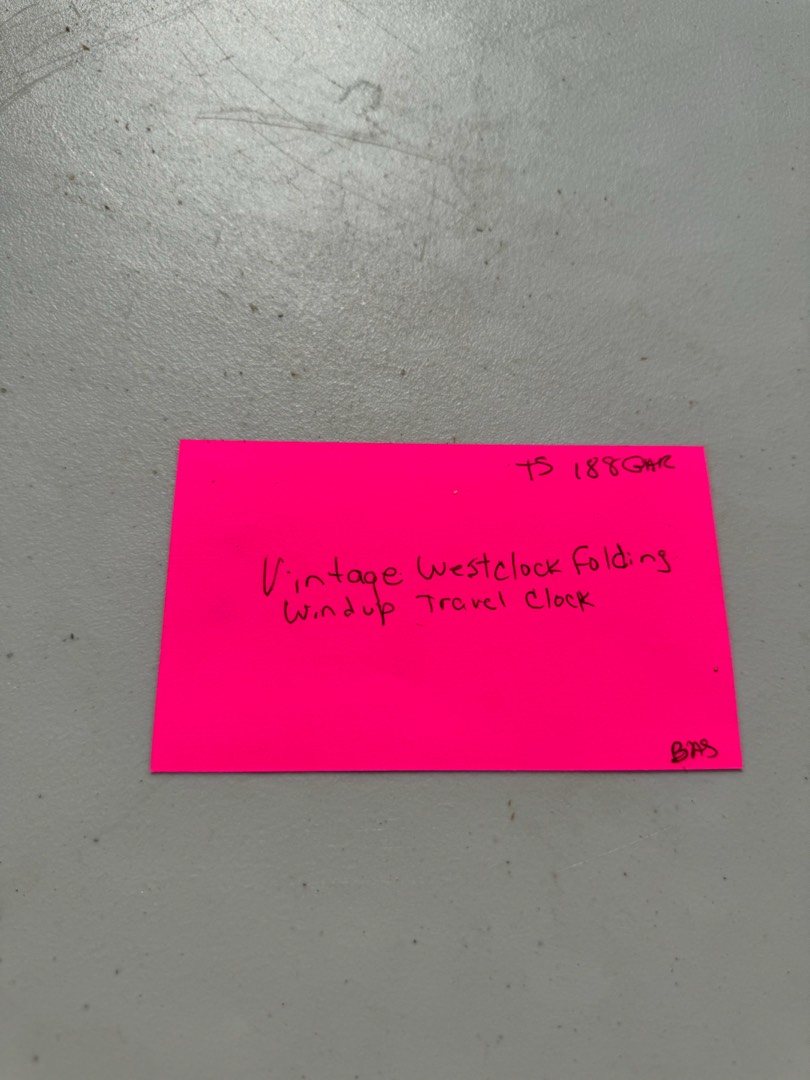 TS 188GAR
Vintage Westclock Folding
Windup Travel Clock
BAS